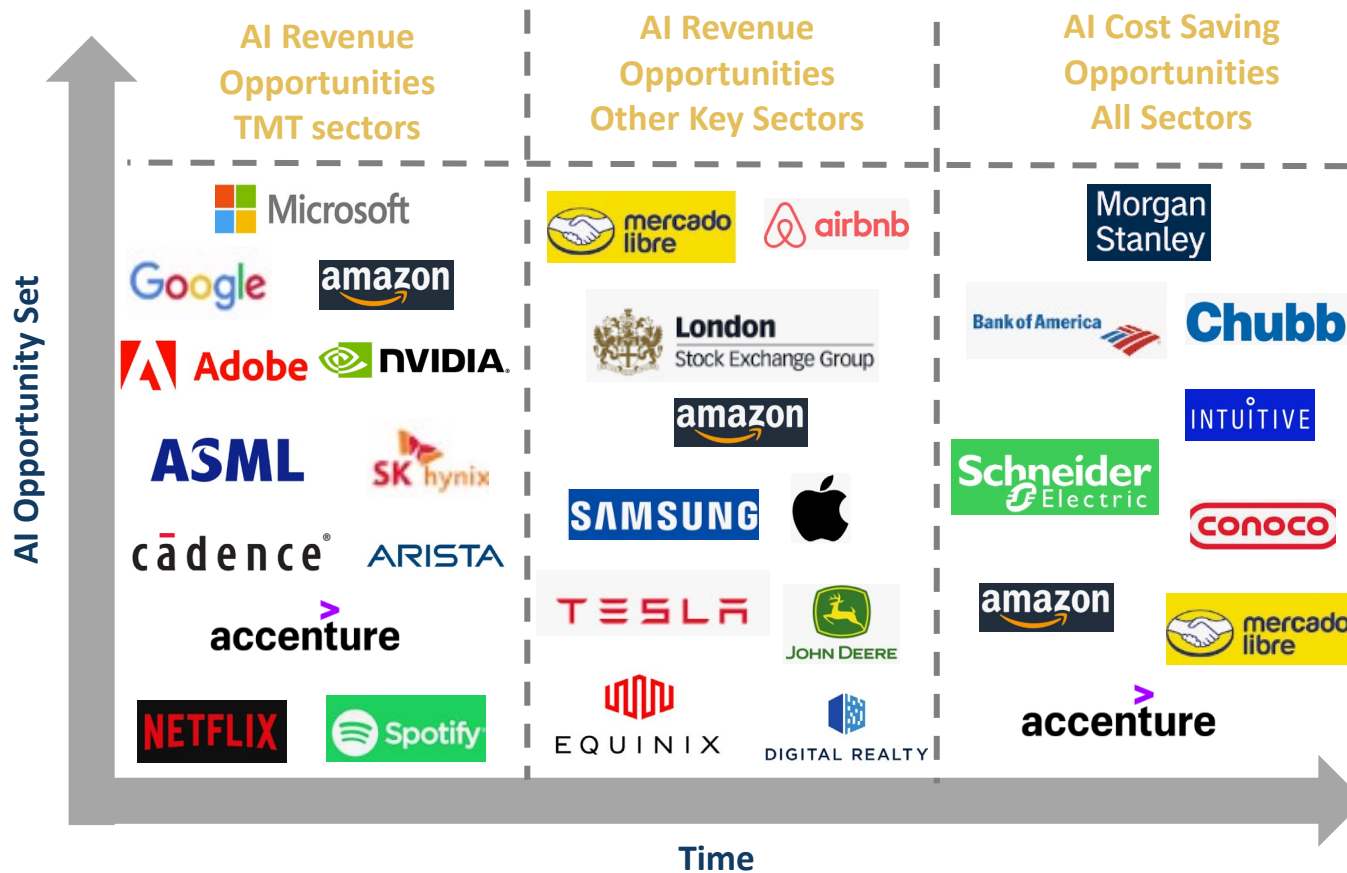 AI Revenue
Opportunities
TMT sectors
AI Revenue
Opportunities
Other Key Sectors
AI Cost Saving
Opportunities
All Sectors
AI Opportunity Set
Microsoft
Google
amazon
Adobe
NVIDIA.
ASML
SK hynix
cādence®
ARISTA
>
accenture
NETFLIX
Spotify
mercado
libre
airbnb
London
Stock Exchange Group
amazon
SAMSUNG
TESLA
JOHN DEERE
EQUINIX
DIGITAL REALTY
Morgan
Stanley
Bank of America
Chubb
INTUITIVE
Schneider
Electric
conoco
amazon
mercado
libre
>
accenture
Time